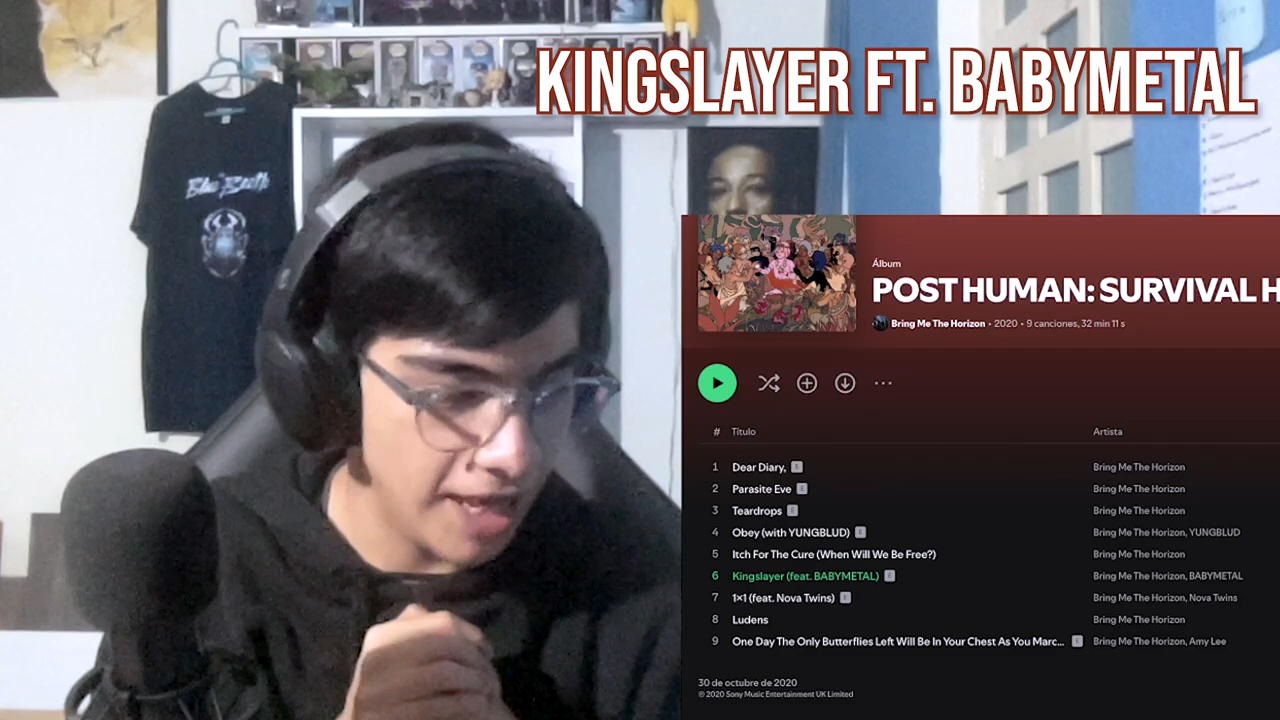 KINGSLAYER FT. BABYMETAL
Blue Beetle
Álbum
POST HUMAN: SURVIVAL H
Bring Me The Horizon • 2020 • 9 canciones, 32 min 11 s
# Título Artista
1 Dear Diary, E Bring Me The Horizon
2 Parasite Eve E Bring Me The Horizon
3 Teardrops E Bring Me The Horizon
4 Obey (with YUNGBLUD) E Bring Me The Horizon, YUNGBLUD
5 Itch For The Cure (When Will We Be Free?) Bring Me The Horizon
6 Kingslayer (feat. BABYMETAL) E Bring Me The Horizon, BABYMETAL
7 1x1 (feat. Nova Twins) E Bring Me The Horizon, Nova Twins
8 Ludens Bring Me The Horizon
9 One Day The Only Butterflies Left Will Be In Your Chest As You Marc... E Bring Me The Horizon, Amy Lee
30 de octubre de 2020
℗ 2020 Sony Music Entertainment UK Limited